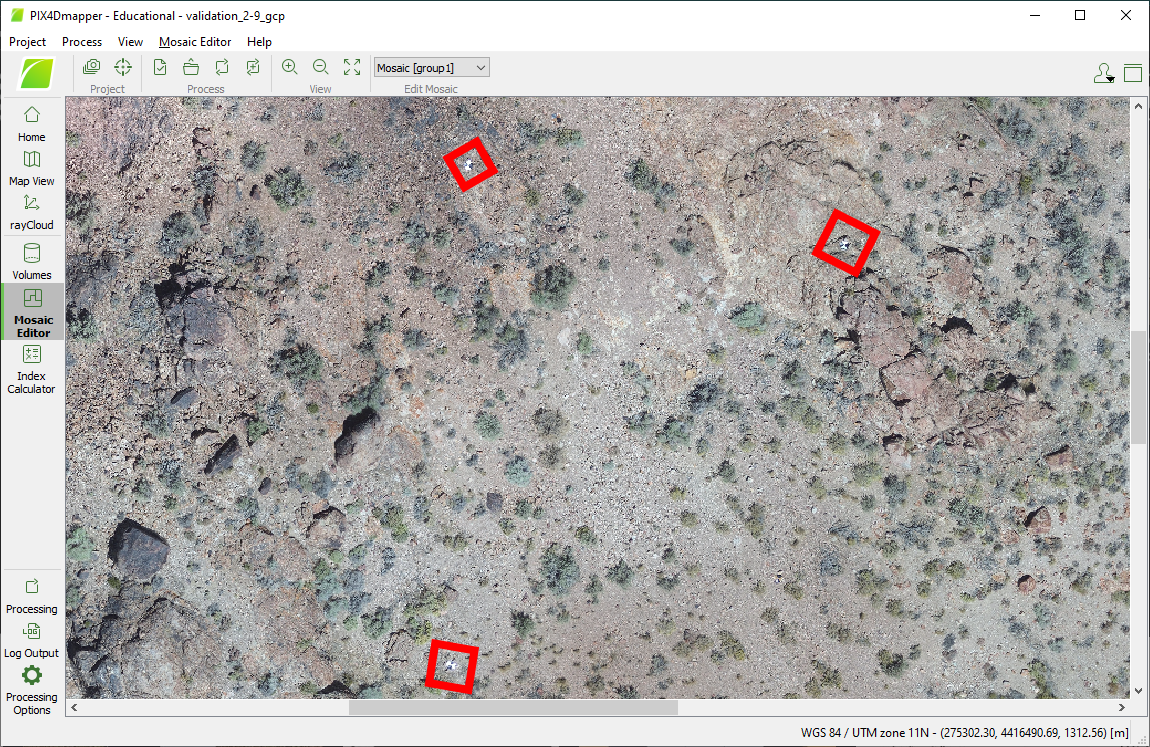 PIX4Dmapper - Educational - validation_2-9_gcp
Project Process View Mosaic Editor Help
Mosaic [group1]
Project Process View Edit Mosaic
Home
Map View
rayCloud
Volumes
Mosaic
Editor
Index
Calculator
Processing
LOG
Log Output
Processing
Options
WGS 84 / UTM zone 11N - (275302.30, 4416490.69, 1312.56) [m]